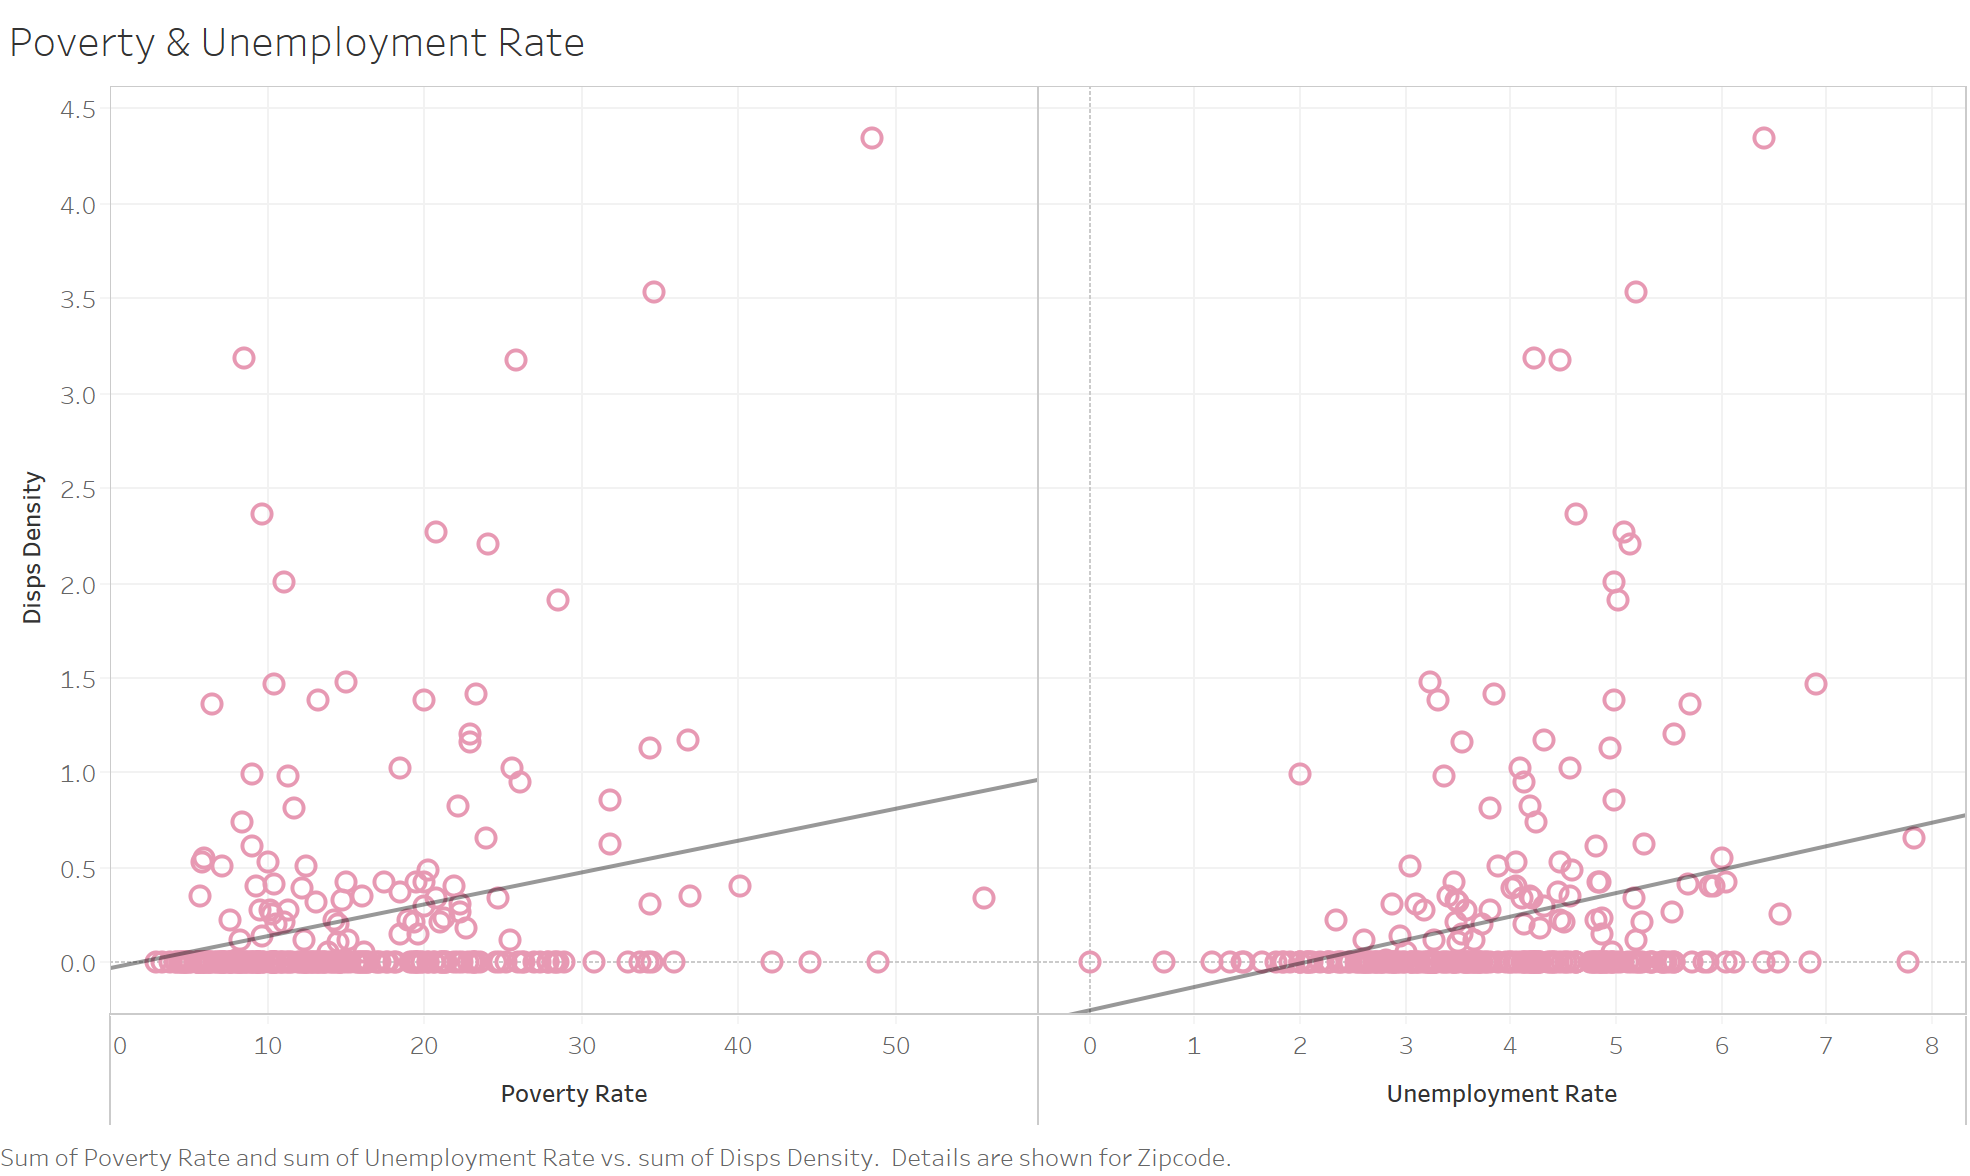 Poverty & Unemployment Rate
4.5
4.0
3.5
3.0
2.5
2.0
1.5
1.0
0.5
0.0
Disps Density
0 10 20 30 40 50
0 1 2 3 4 5 6 7 8
Poverty Rate
Unemployment Rate
Sum of Poverty Rate and sum of Unemployment Rate vs. sum of Disps Density. Details are shown for Zipcode.